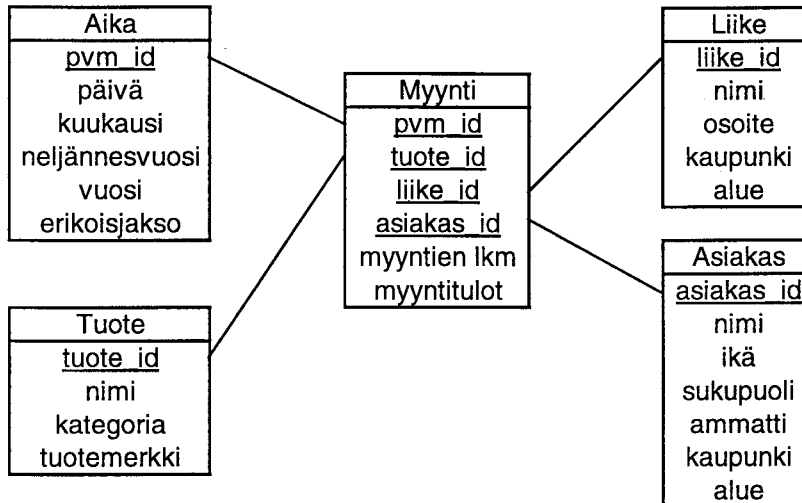 Aika
pvm_id
päivä
kuukausi
neljännesvuosi
vuosi
erikoisjakso
Tuote
tuote_id
nimi
kategoria
tuotemerkki
Myynti
pvm_id
tuote_id
liike_id
asiakas_id
myyntien lkm
myyntitulot
Liike
liike_id
nimi
osoite
kaupunki
alue
Asiakas
asiakas_id
nimi
ikä
sukupuoli
ammatti
kaupunki
alue